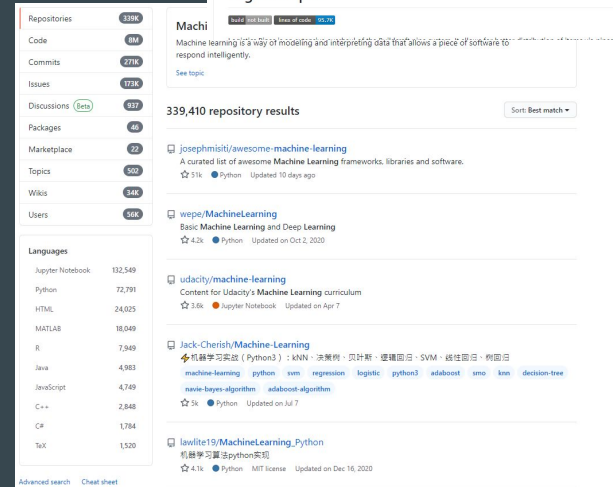 Repositories 339K
Code 8M
Commits 271K
Issues 173K
Discussions Beta 937
Packages 46
Marketplace 22
Topics 502
Wikis 34K
Users 56K
Languages
Jupyter Notebook 132,549
Python 72,791
HTML 24,025
MATLAB 18,049
R 7,949
Java 4,983
JavaScript 4,749
C++ 2,848
C# 1,784
TeX 1,520
Advanced search Cheat sheet
build not built lines of code 95.7K
Machi
Machine learning is a way of modeling and interpreting data that allows a piece of software to
respond intelligently.
See topic
339,410 repository results
Sort: Best match
josephmisiti/awesome-machine-learning
A curated list of awesome Machine Learning frameworks, libraries and software.
51k Python Updated 10 days ago
wepe/MachineLearning
Basic Machine Learning and Deep Learning
4.2k Python Updated on Oct 2, 2020
udacity/machine-learning
Content for Udacity's Machine Learning curriculum
3.6k Jupyter Notebook Updated on Apr 7
Jack-Cherish/Machine-Learning
⚡机器学习实战（Python3）：kNN、决策树、贝叶斯、逻辑回归、SVM、线性回归、树回归
machine-learning python svm regression logistic python3 adaboost smo knn decision-tree
navie-bayes-algorithm adaboost-algorithm
5k Python Updated on Jul 7
lawlite19/MachineLearning_Python
机器学习算法python实现
4.1k Python MIT license Updated on Dec 16, 2020